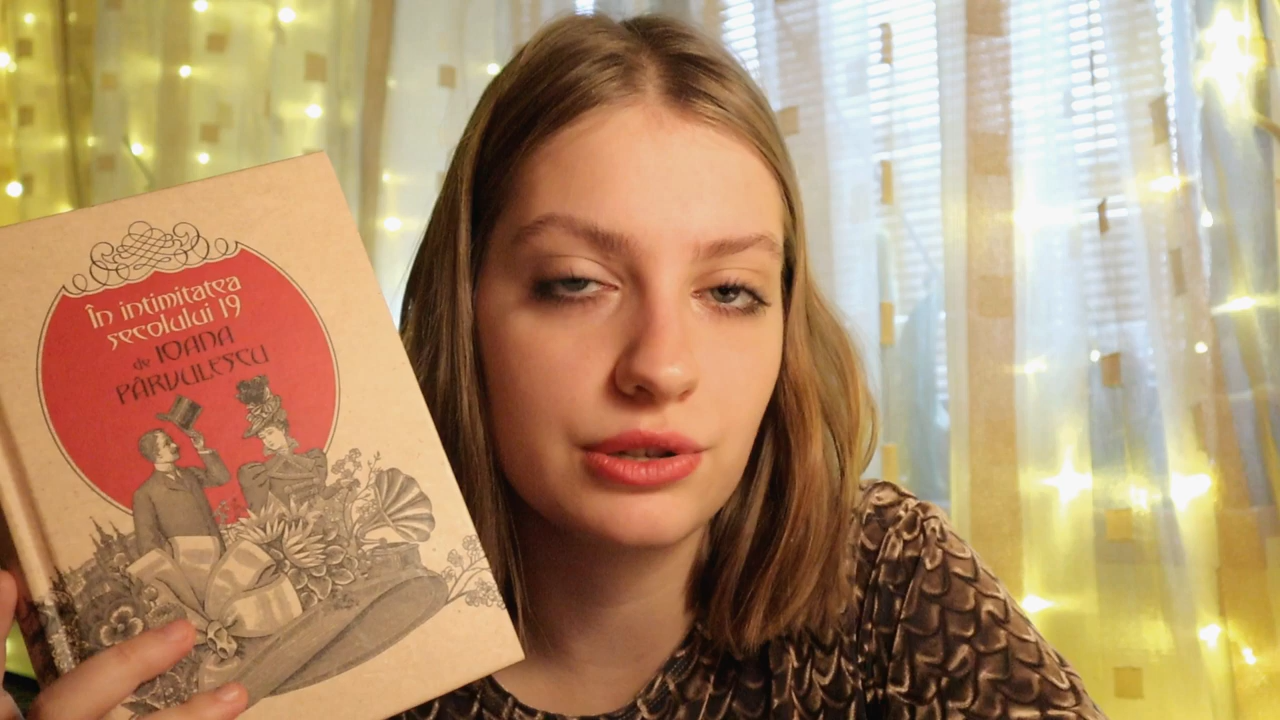 În intimitatea
secolului 19
de IOANA
PÂRVULESCU